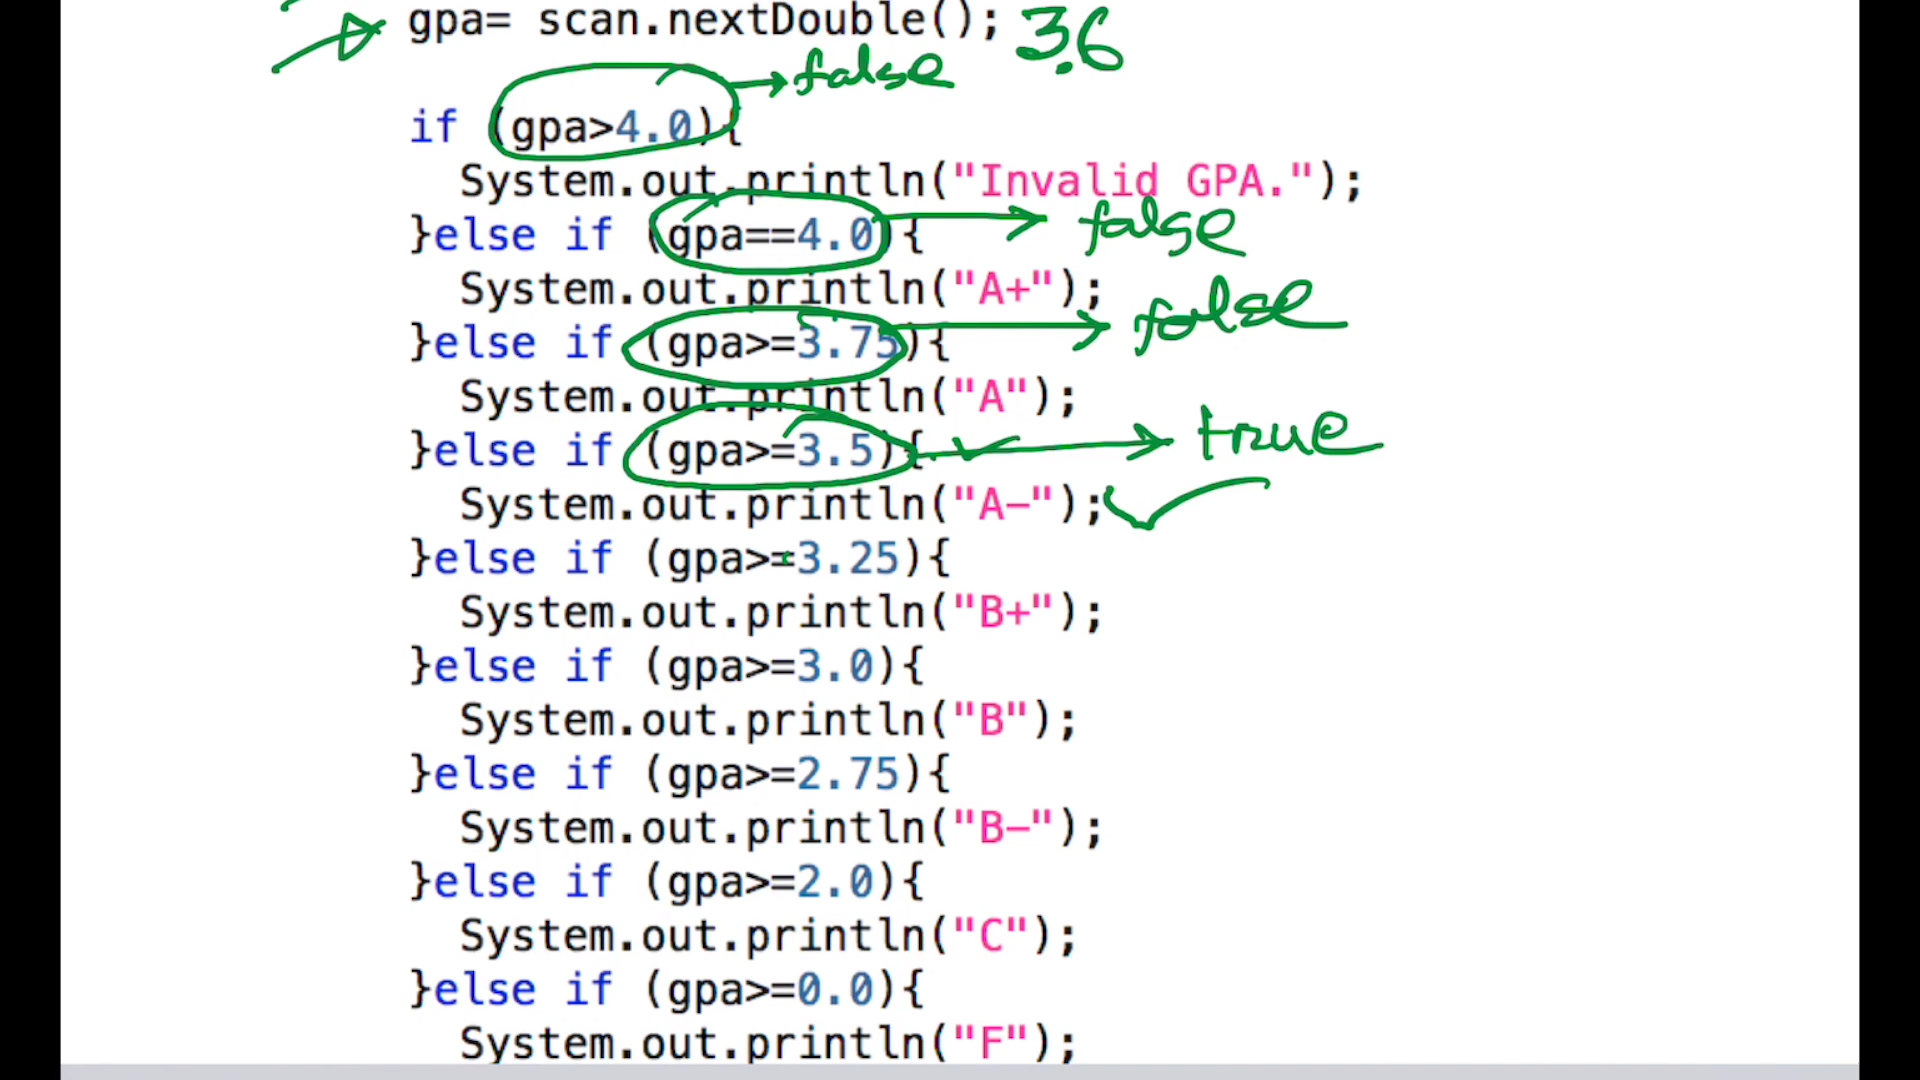 gpa= scan.nextDouble(); 3.6
false
if (gpa>4.0){
System.out.println("Invalid GPA.");
}else if (gpa==4.0){ false
System.out.println("A+");
}else if (gpa>=3.75){ false
System.out.println("A");
}else if (gpa>=3.5){ true
System.out.println("A-");
}else if (gpa>=3.25){
System.out.println("B+");
}else if (gpa>=3.0){
System.out.println("B");
}else if (gpa>=2.75){
System.out.println("B-");
}else if (gpa>=2.0){
System.out.println("C");
}else if (gpa>=0.0){
System.out.println("F");